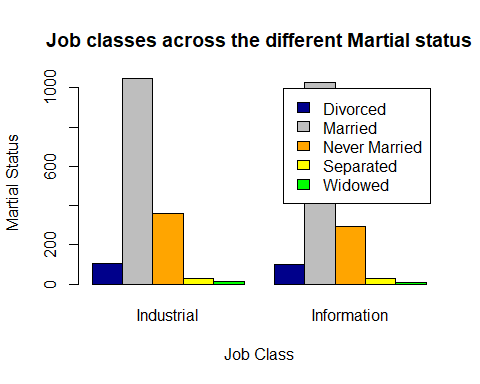 Job classes across the different Martial status
Martial Status
1000
600
200
0
Divorced
Married
Never Married
Separated
Widowed
Industrial
Information
Job Class